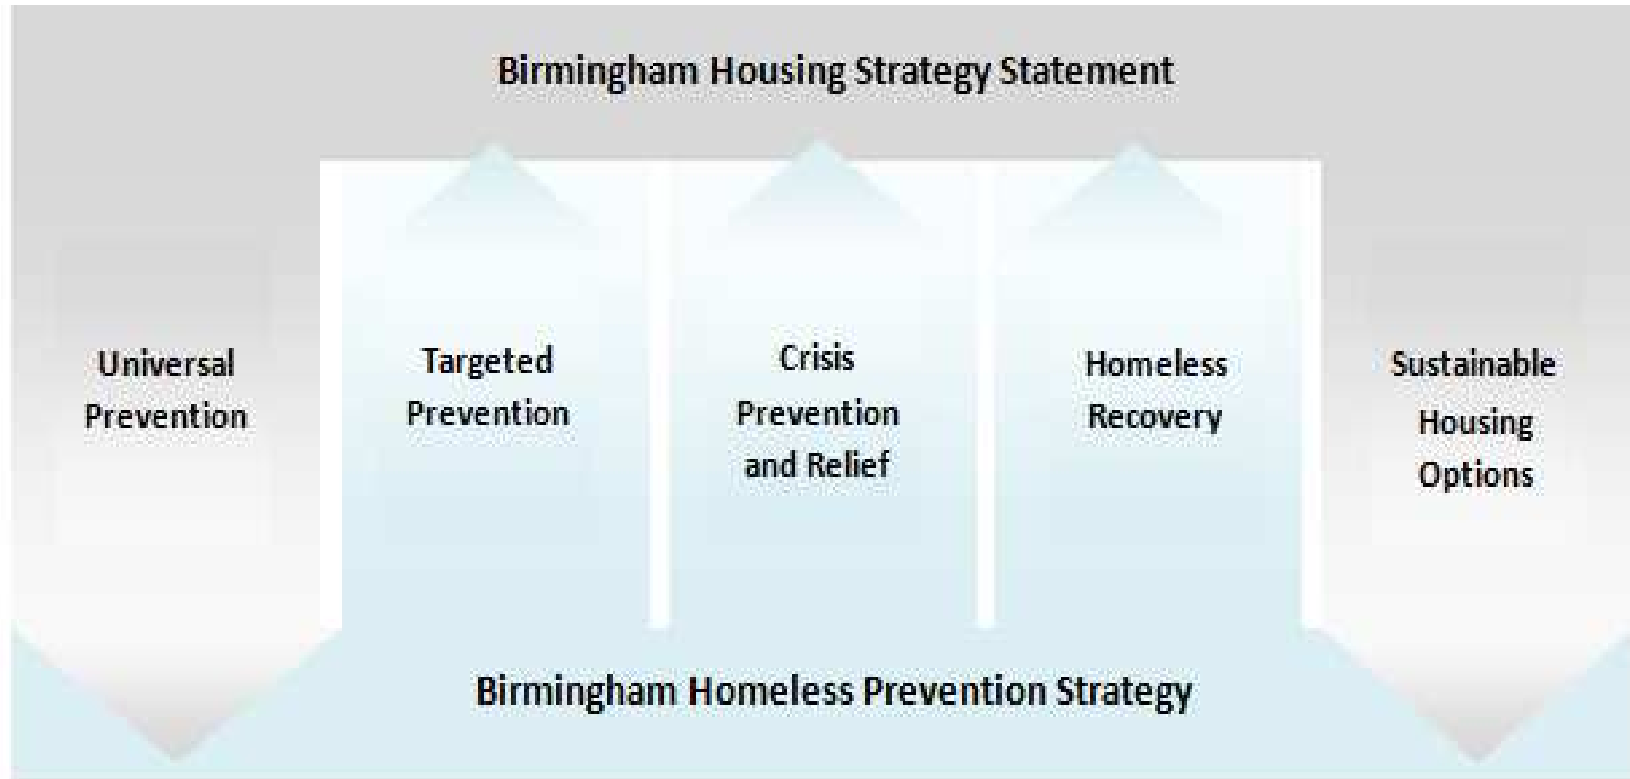 Birmingham Housing Strategy Statement
Universal
Prevention
Targeted
Prevention
Crisis
Prevention
and Relief
Homeless
Recovery
Sustainable
Housing
Options
Birmingham Homeless Prevention Strategy